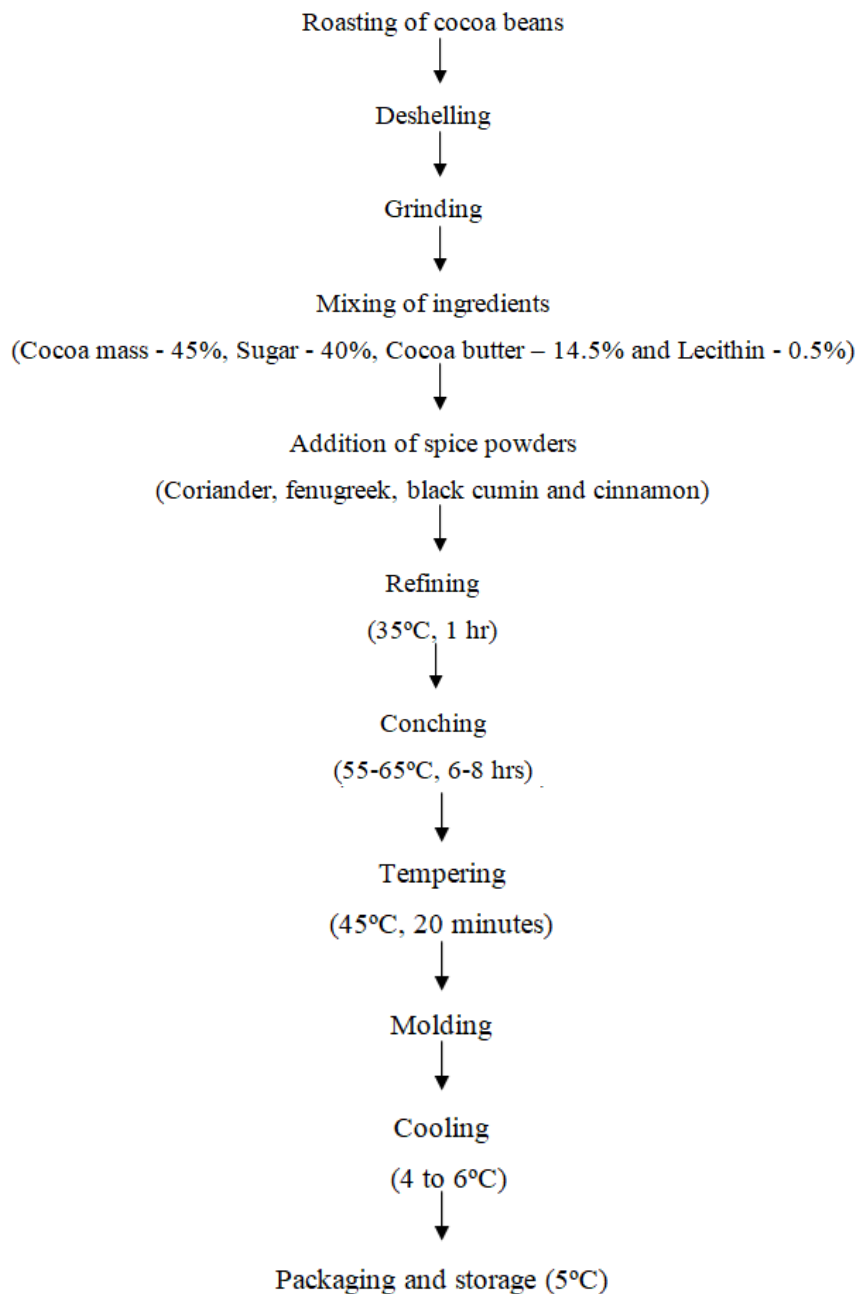 Roasting of cocoa beans
Deshelling
Grinding
Mixing of ingredients
(Cocoa mass - 45%, Sugar - 40%, Cocoa butter – 14.5% and Lecithin - 0.5%)
Addition of spice powders
(Coriander, fenugreek, black cumin and cinnamon)
Refining
(35ºC, 1 hr)
Conching
(55-65ºC, 6-8 hrs)
Tempering
(45ºC, 20 minutes)
Molding
Cooling
(4 to 6ºC)
Packaging and storage (5ºC)